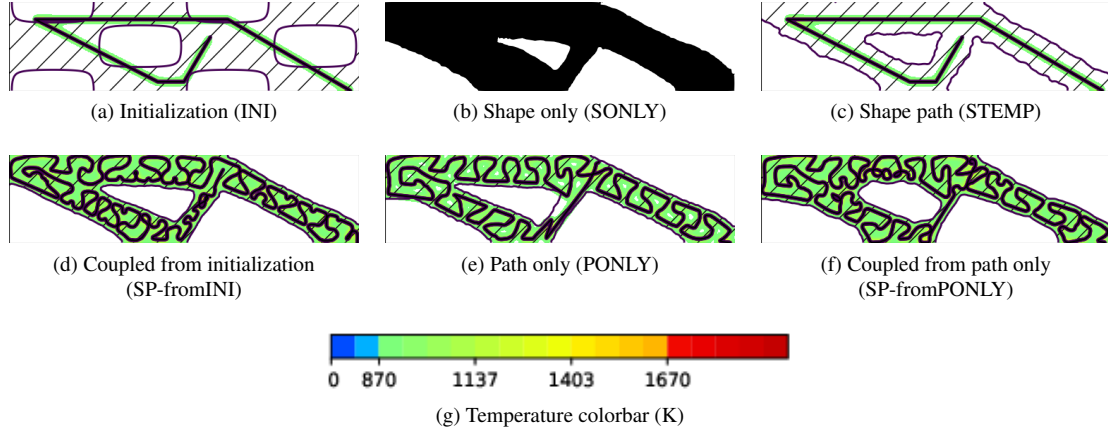 (a) Initialization (INI)
(b) Shape only (SONLY)
(c) Shape path (STEMP)
(d) Coupled from initialization
(SP-fromINI)
(e) Path only (PONLY)
(f) Coupled from path only
(SP-fromPONLY)
0 870 1137 1403 1670
(g) Temperature colorbar (K)